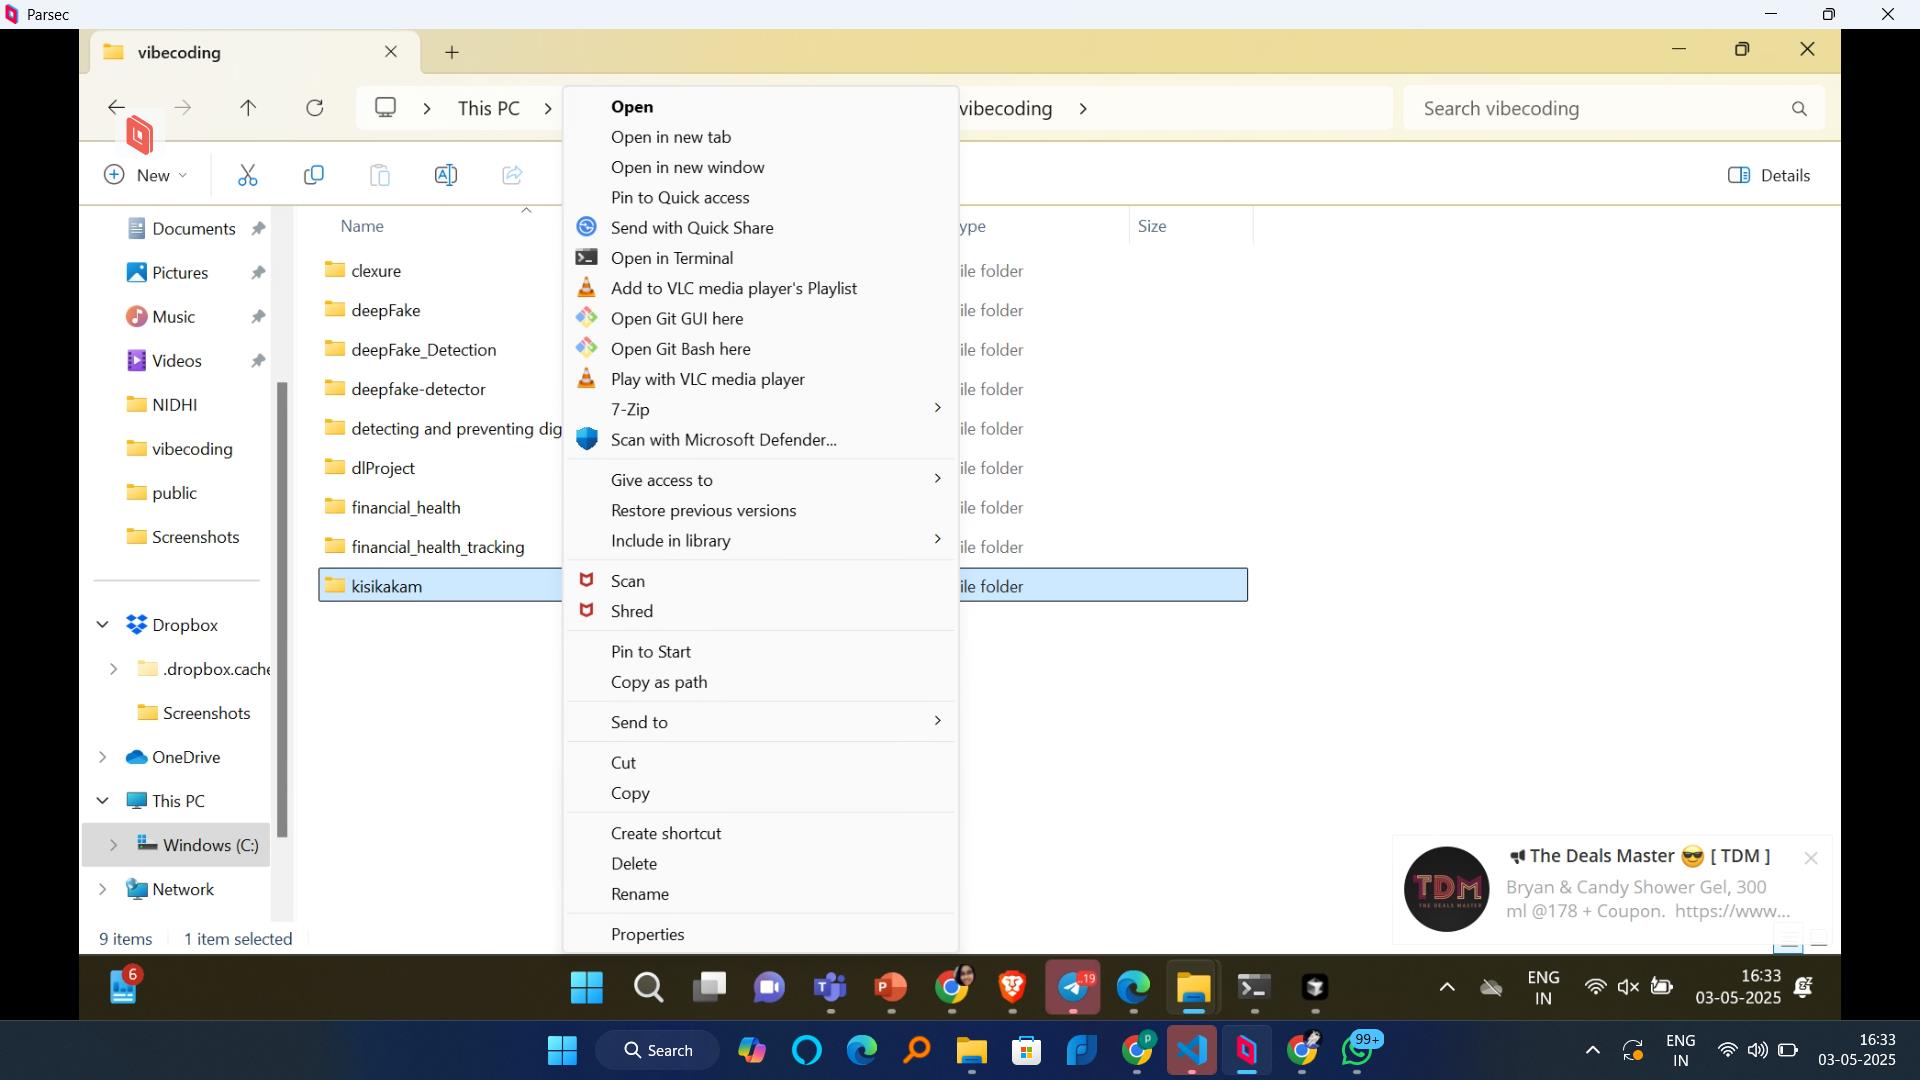 Parsec
vibecoding
This PC
vibecoding
Search vibecoding
New
Details
Documents
Pictures
Music
Videos
NIDHI
vibecoding
public
Screenshots
Dropbox
.dropbox.cache
Screenshots
OneDrive
This PC
Windows (C:)
Network
Name
ype
Size
clexure
ile folder
deepFake
ile folder
deepFake_Detection
ile folder
deepfake-detector
ile folder
detecting and preventing dig
ile folder
dlProject
ile folder
financial_health
ile folder
financial_health_tracking
ile folder
kisikakam
ile folder
Open
Open in new tab
Open in new window
Pin to Quick access
Send with Quick Share
Open in Terminal
Add to VLC media player's Playlist
Open Git GUI here
Open Git Bash here
Play with VLC media player
7-Zip
Scan with Microsoft Defender...
Give access to
Restore previous versions
Include in library
Scan
Shred
Pin to Start
Copy as path
Send to
Cut
Copy
Create shortcut
Delete
Rename
Properties
TDM
THE DEALS MASTER
The Deals Master 😎 [ TDM ]
Bryan & Candy Shower Gel, 300
ml @178 + Coupon. https://www...
9 items
1 item selected
6
19
ENG
IN
16:33
03-05-2025
Search
P
99+
ENG
IN
16:33
03-05-2025